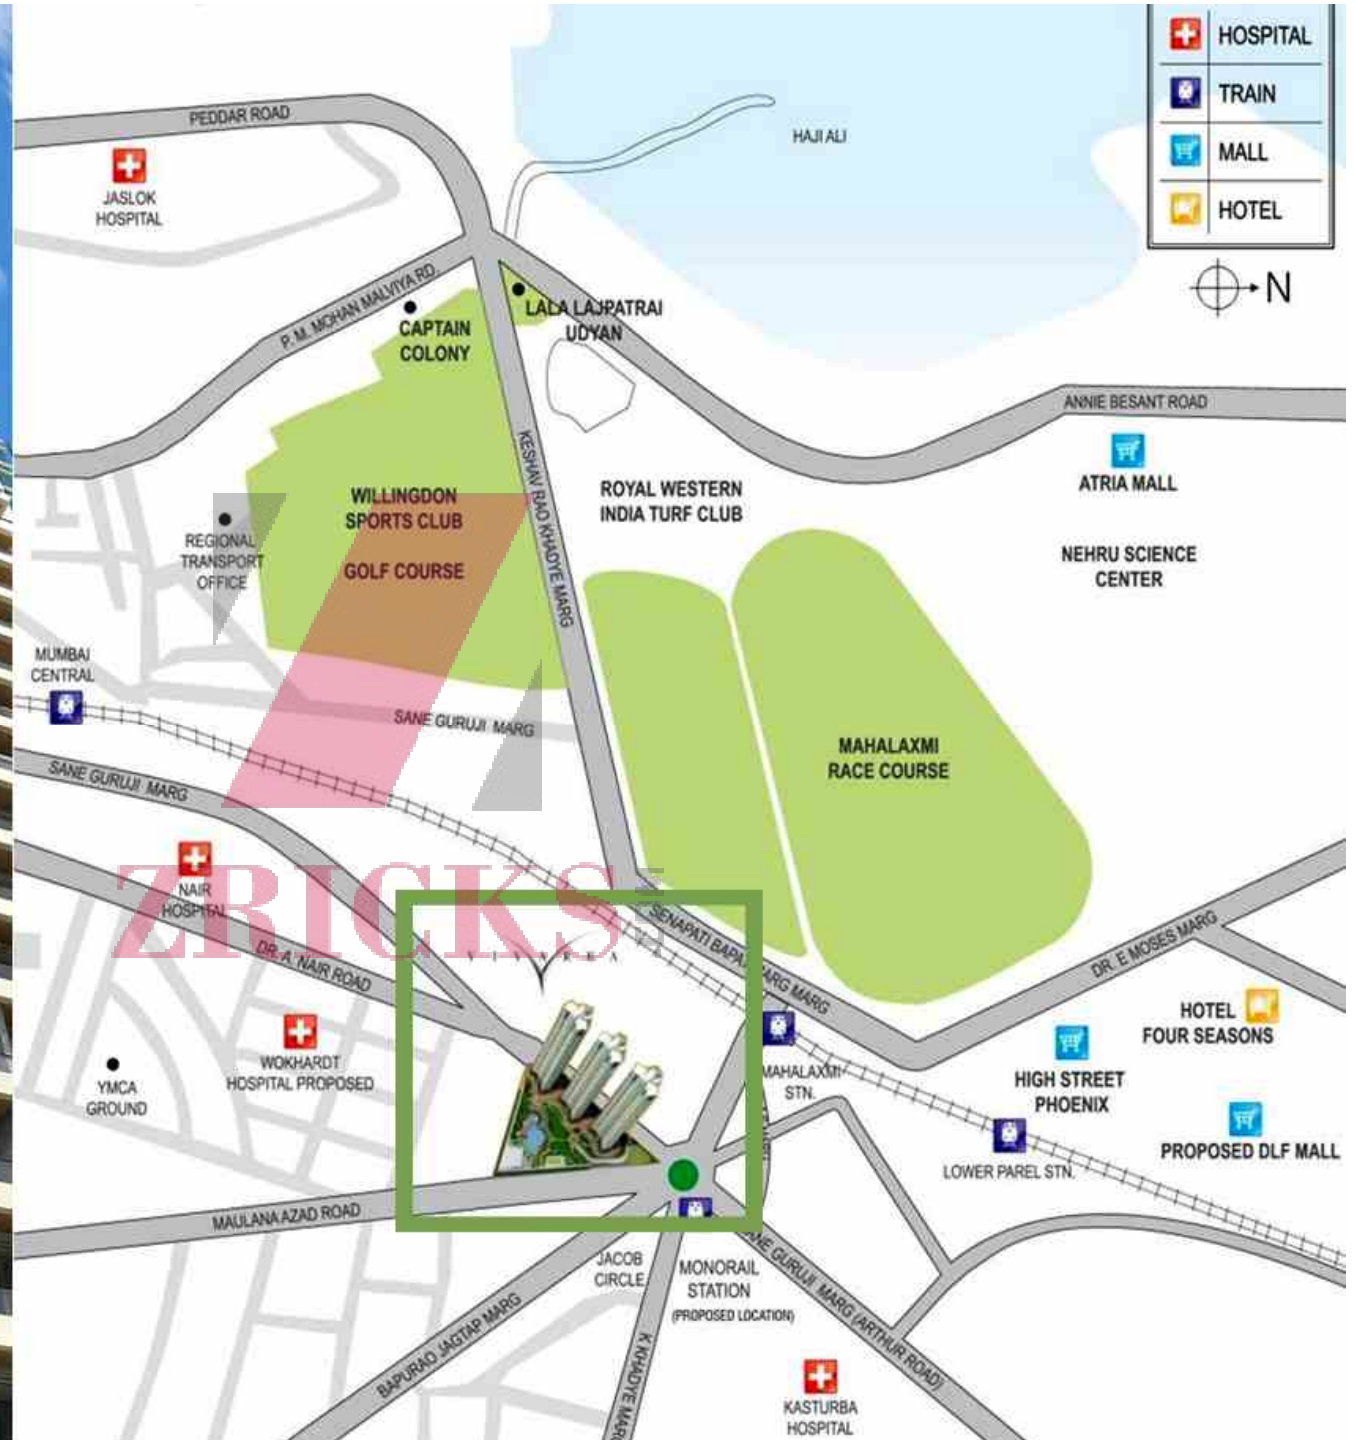 HOSPITAL
TRAIN
MALL
HOTEL
N
PEDDAR ROAD
HAJI ALI
JASLOK
HOSPITAL
P. M. MOHAN MALVIYA RD.
LALA LAJPATRAI
UDYAN
CAPTAIN
COLONY
ANNIE BESANT ROAD
KESHAV RAO KHADYE MARG
ATRIA MALL
WILLINGDON
SPORTS CLUB
GOLF COURSE
ROYAL WESTERN
INDIA TURF CLUB
REGIONAL
TRANSPORT
OFFICE
NEHRU SCIENCE
CENTER
MUMBAI
CENTRAL
SANE GURUJI MARG
MAHALAXMI
RACE COURSE
SANE GURUJI MARG
NAIR
HOSPITAL
ZRICKS
SENAPATI BAPAT MARG MARG
DR. E MOSES MARG
DR. A. NAIR ROAD
VIVAREA
HOTEL
FOUR SEASONS
WOKHARDT
HOSPITAL PROPOSED
YMCA
GROUND
MAHALAXMI
STN.
HIGH STREET
PHOENIX
PROPOSED DLF MALL
LOWER PAREL STN.
MAULANA AZAD ROAD
JACOB
CIRCLE
MONORAIL
STATION
(PROPOSED LOCATION)
SANE GURUJI MARG (ARTHUR ROAD)
BAPURAO JAGTAP MARG
K KHADYE MARG
KASTURBA
HOSPITAL